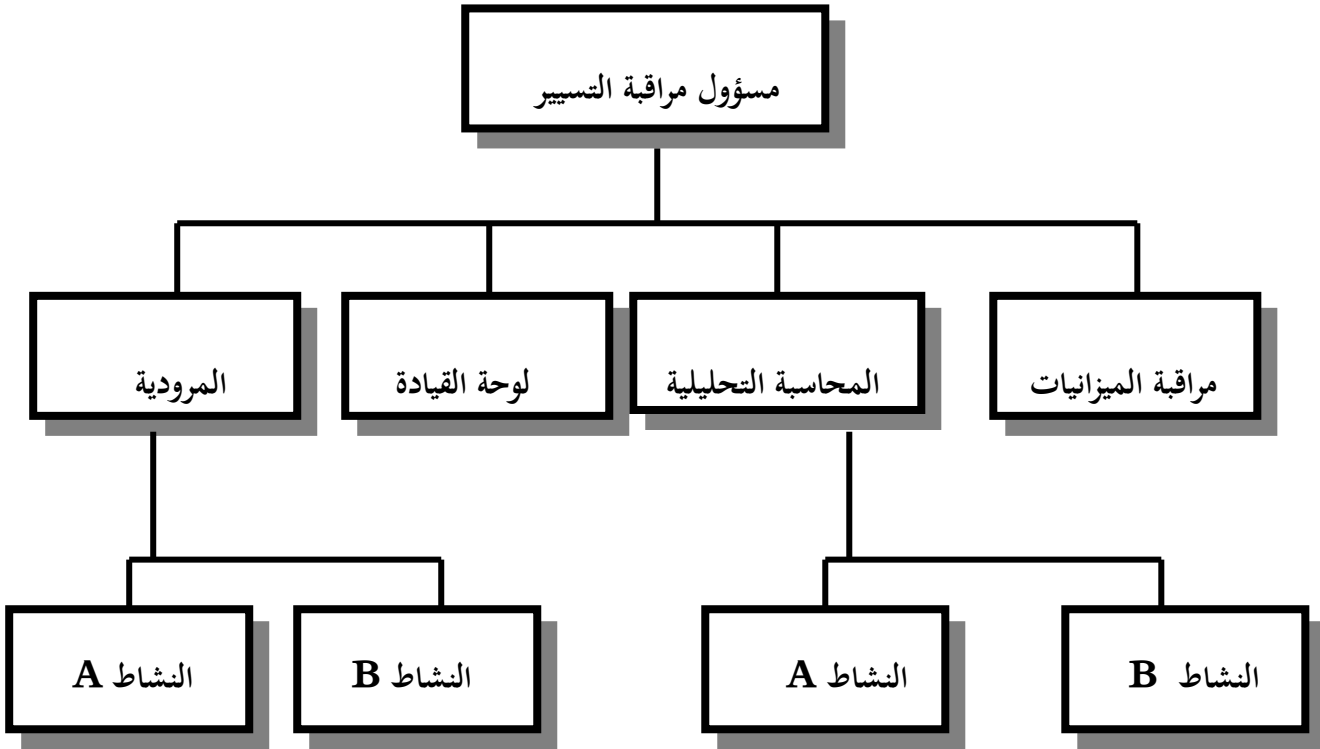 مسؤول مراقبة التسيير
مراقبة الميزانيات
المحاسبة التحليلية
لوحة القيادة
المرودية
النشاط B
النشاط A
النشاط B
النشاط A